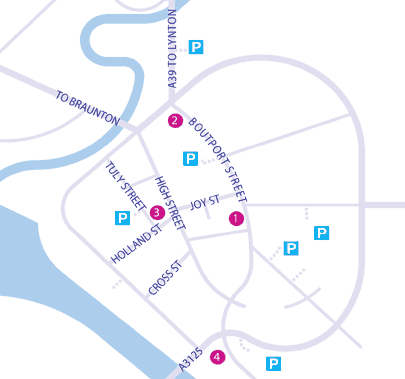 A39 TO LYNTON
P
TO BRAUNTON
2
BOUTPORT STREET
P
TULY STREET
HIGH STREET
JOY ST
3
P
1
HOLLAND ST
P
P
CROSS ST
A3125
4
P